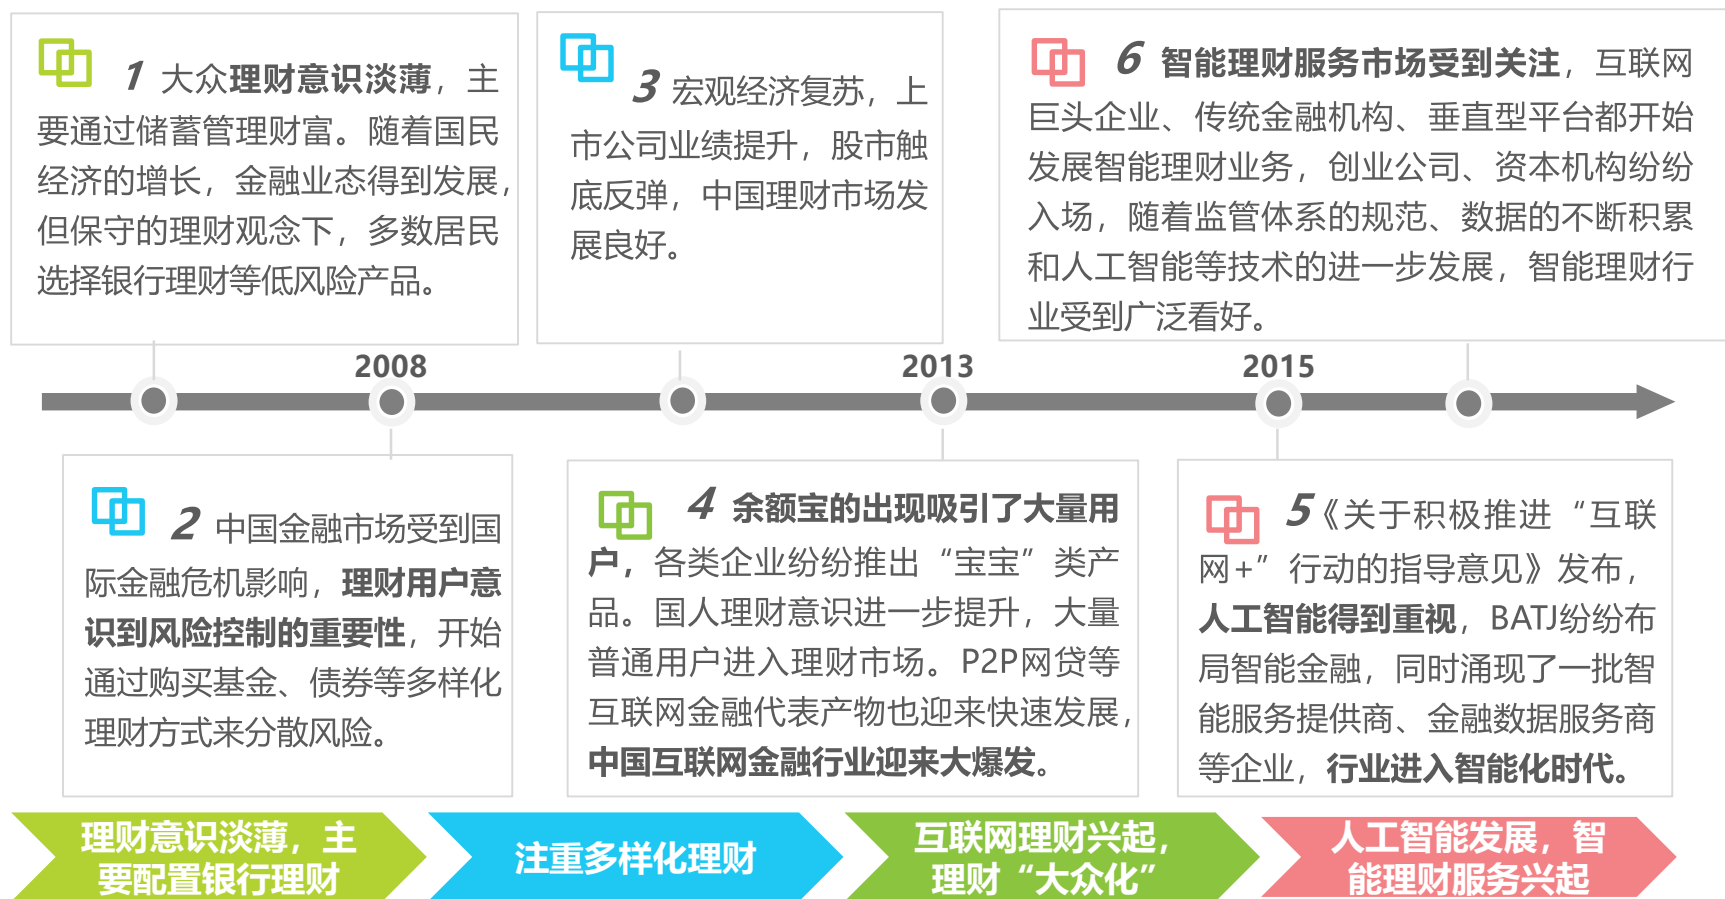 1 大众理财意识淡薄，主
要通过储蓄管理财富。随着国民
经济的增长，金融业态得到发展，
但保守的理财观念下，多数居民
选择银行理财等低风险产品。
3 宏观经济复苏，上
市公司业绩提升，股市触
底反弹，中国理财市场发
展良好。
6 智能理财服务市场受到关注，互联网
巨头企业、传统金融机构、垂直型平台都开始
发展智能理财业务，创业公司、资本机构纷纷
入场，随着监管体系的规范、数据的不断积累
和人工智能等技术的进一步发展，智能理财行
业受到广泛看好。
2008
2013
2015
2 中国金融市场受到国
际金融危机影响，理财用户意
识到风险控制的重要性，开始
通过购买基金、债券等多样化
理财方式来分散风险。
4 余额宝的出现吸引了大量用
户，各类企业纷纷推出“宝宝”类产
品。国人理财意识进一步提升，大量
普通用户进入理财市场。P2P网贷等
互联网金融代表产物也迎来快速发展，
中国互联网金融行业迎来大爆发。
5《关于积极推进“互联
网+”行动的指导意见》发布，
人工智能得到重视，BATJ纷纷布
局智能金融，同时涌现了一批智
能服务提供商、金融数据服务商
等企业，行业进入智能化时代。
理财意识淡薄，主
要配置银行理财
注重多样化理财
互联网理财兴起，
理财“大众化”
人工智能发展，智
能理财服务兴起